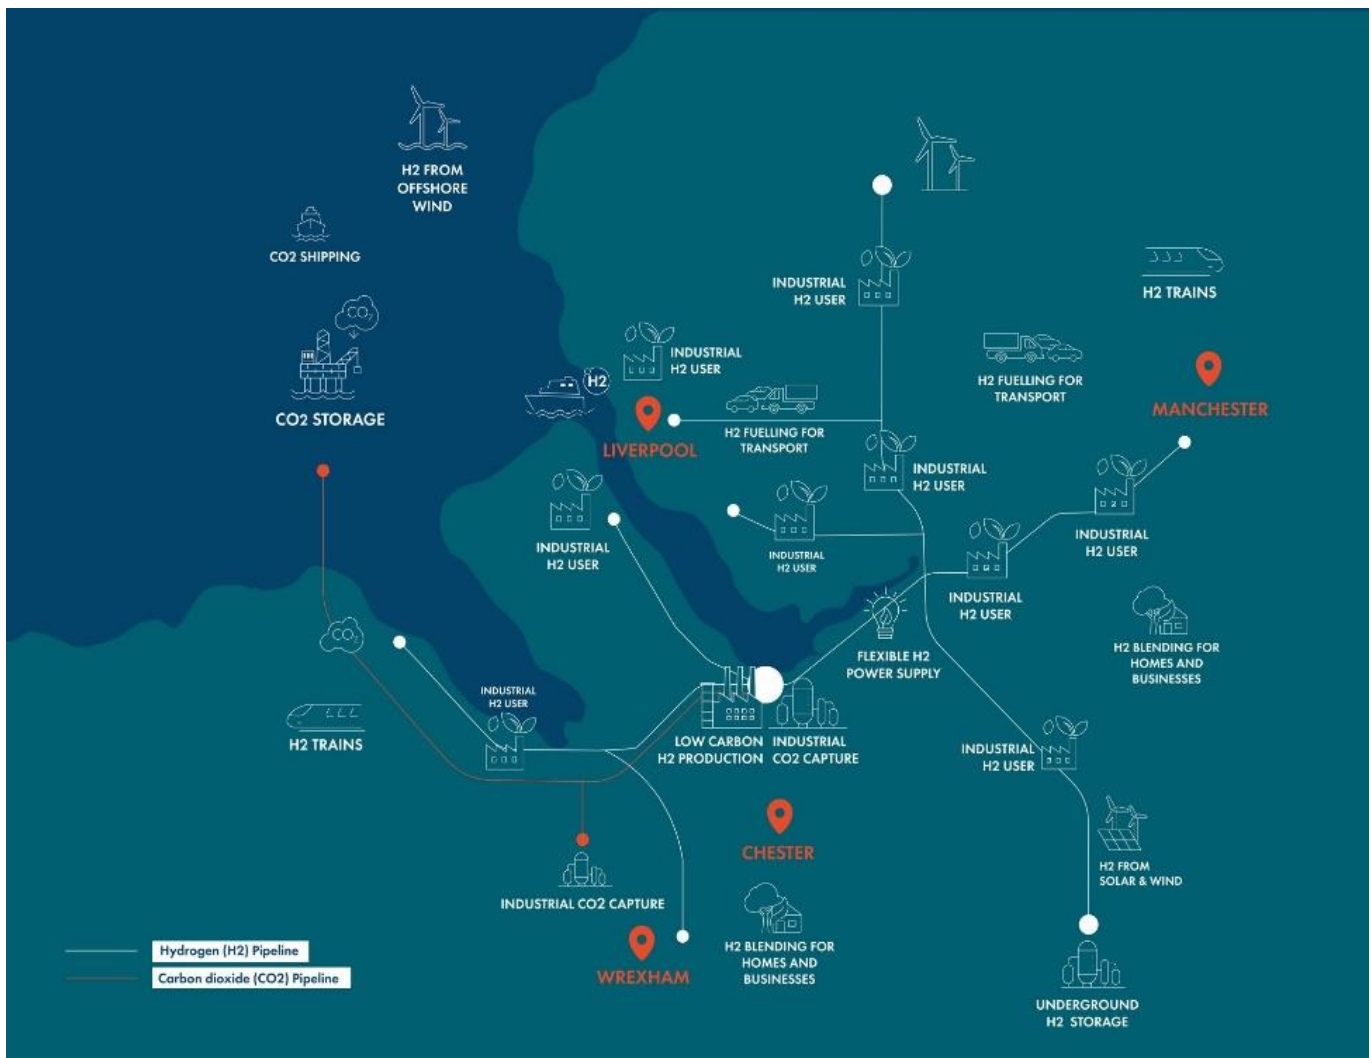 H2 FROM
OFFSHORE
WIND
CO2 SHIPPING
CO2
CO2 STORAGE
INDUSTRIAL
H2 USER
H2 TRAINS
INDUSTRIAL
H2 USER
H2
LIVERPOOL
H2 FUELLING FOR
TRANSPORT
H2 FUELLING FOR
TRANSPORT
MANCHESTER
INDUSTRIAL
H2 USER
INDUSTRIAL
H2 USER
INDUSTRIAL
H2 USER
INDUSTRIAL
H2 USER
INDUSTRIAL
H2 USER
FLEXIBLE H2
POWER SUPPLY
H2 BLENDING FOR
HOMES AND
BUSINESSES
CO2
H2 TRAINS
INDUSTRIAL
H2 USER
LOW CARBON
H2 PRODUCTION
INDUSTRIAL
CO2 CAPTURE
INDUSTRIAL
H2 USER
CHESTER
H2 FROM
SOLAR & WIND
INDUSTRIAL CO2 CAPTURE
WREXHAM
H2 BLENDING FOR
HOMES AND
BUSINESSES
UNDERGROUND
H2 STORAGE
Hydrogen (H2) Pipeline
Carbon dioxide (CO2) Pipeline